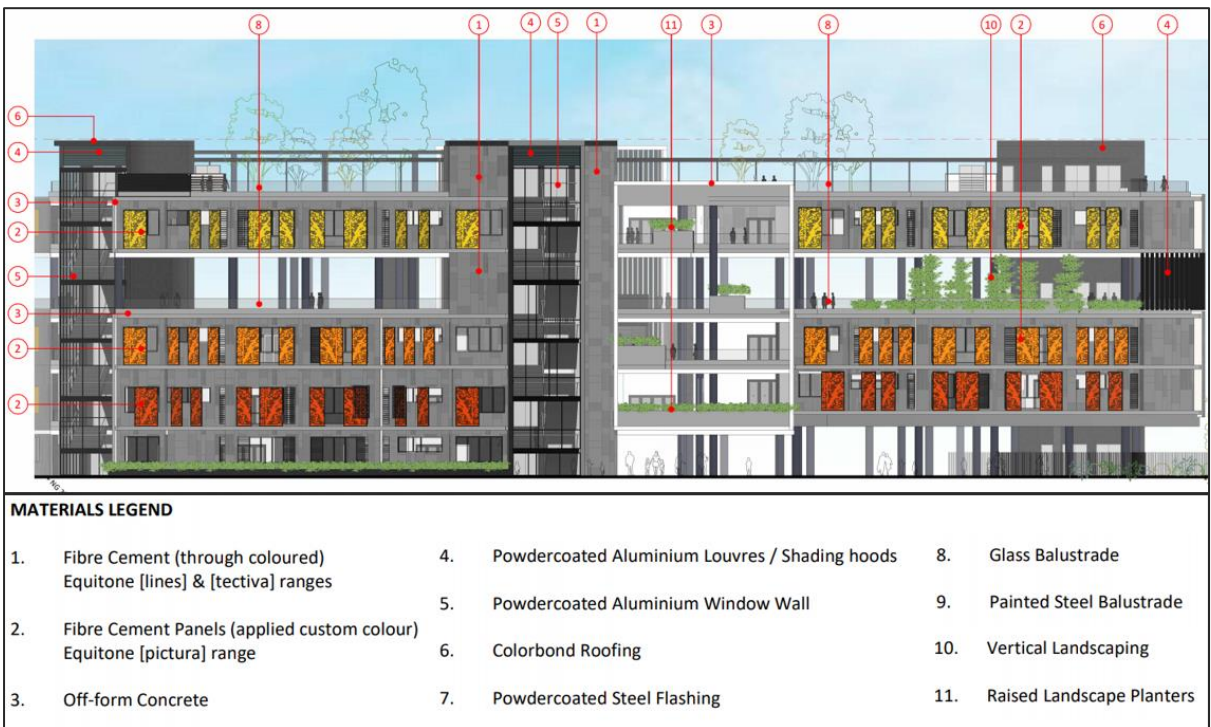 8 1 4 5 1 11 3 8 10 2 6 4
6
4
3
2
5
3
2
2
MATERIALS LEGEND
1. Fibre Cement (through coloured)
Equitone [lines] & [tectiva] ranges
2. Fibre Cement Panels (applied custom colour)
Equitone [pictura] range
3. Off-form Concrete
4. Powdercoated Aluminium Louvres / Shading hoods
5. Powdercoated Aluminium Window Wall
6. Colorbond Roofing
7. Powdercoated Steel Flashing
8. Glass Balustrade
9. Painted Steel Balustrade
10. Vertical Landscaping
11. Raised Landscape Planters